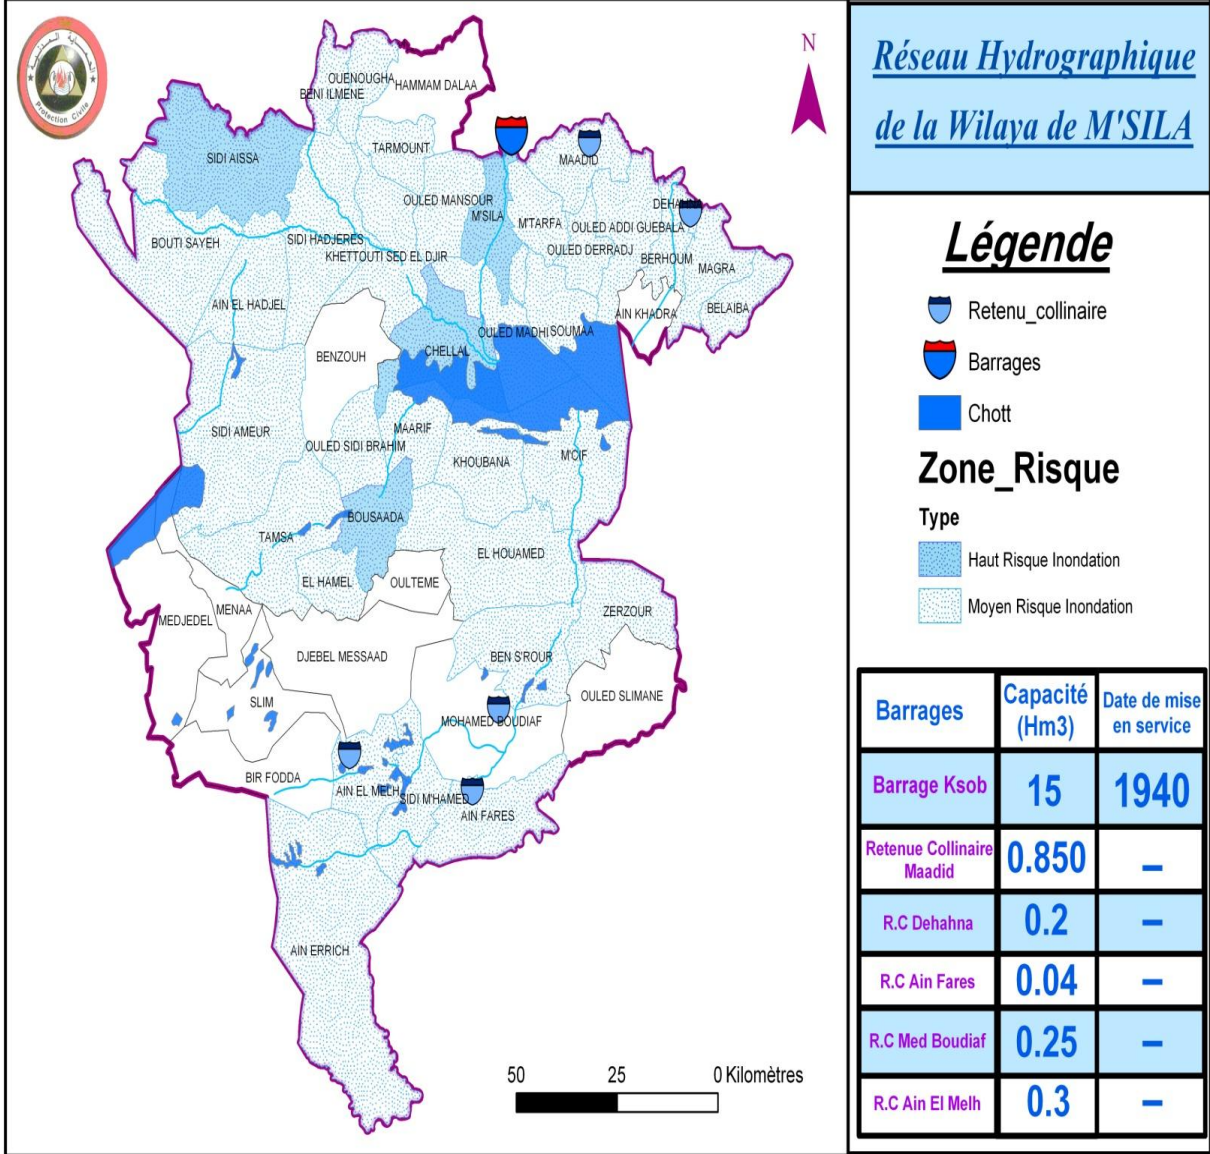 الحماية المدنية
Protection Civile
N
OUENOUGHA
BENI ILMENE
HAMMAM DALAA
TARMOUNT
SIDI AISSA
MAADID
OULED MANSOUR
M'SILA
M'TARFA
OULED ADDI GUEBALA
OULED DERRADJ
BERHOUM
MAGRA
BELAIBA
AIN KHADRA
BOUTI SAYEH
SIDI HADJERES
KHETTOUTI SED EL DJIR
AIN EL HADJEL
BENZOUH
CHELLAL
OULED MADHI
SOUMAA
SIDI AMEUR
OULED SIDI BRAHIM
MAARIF
KHOUBANA
M'CIF
BOUSAADA
TAMSA
EL HAMEL
OULTEME
EL HOUAMED
ZERZOUR
MEDJEDEL
MENAA
DJEBEL MESSAAD
BEN S'ROUR
OULED SLIMANE
SLIM
MOHAMED BOUDIAF
BIR FODDA
AIN EL MELH
SIDI M'HAMED
AIN FARES
AIN ERRICH
50 25 0 Kilomètres
Réseau Hydrographique
de la Wilaya de M'SILA
Légende
Retenu_collinaire
Barrages
Chott
Zone_Risque
Type
Haut Risque Inondation
Moyen Risque Inondation
Barrages Capacité (Hm3) Date de mise en service
Barrage Ksob 15 1940
Retenue Collinaire Maadid 0.850 –
R.C Dehahna 0.2 –
R.C Ain Fares 0.04 –
R.C Med Boudiaf 0.25 –
R.C Ain El Melh 0.3 –